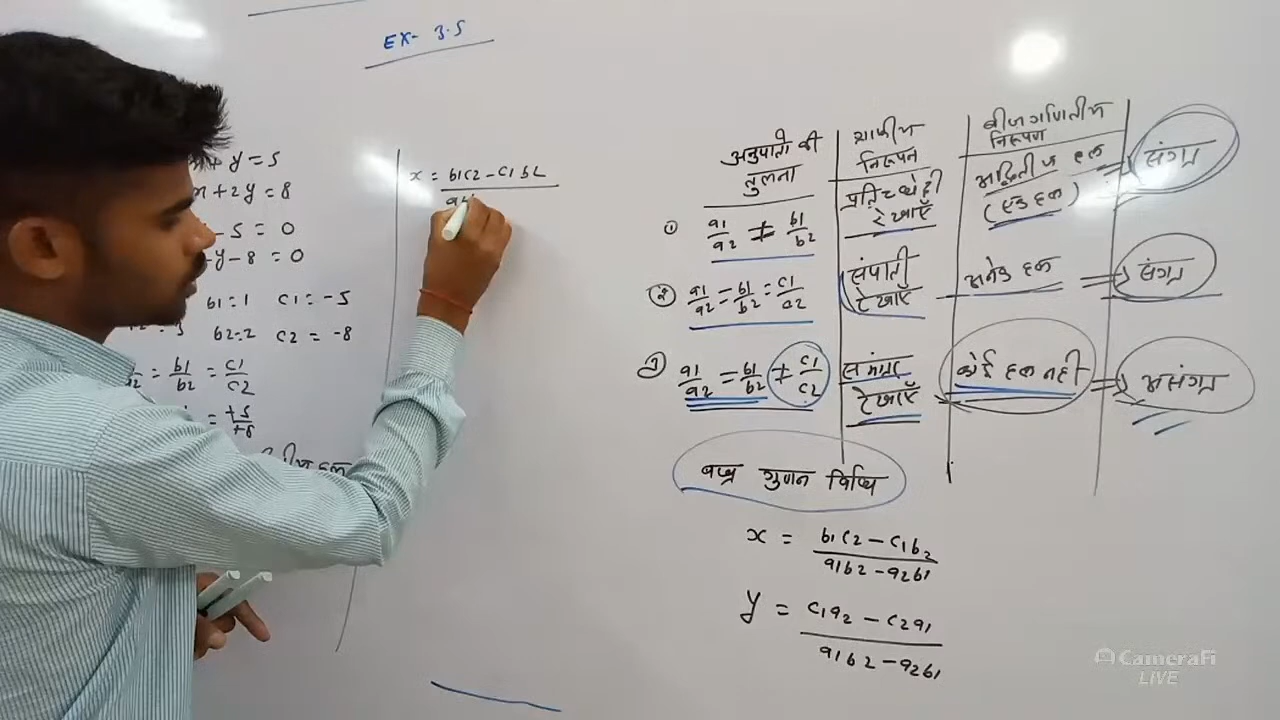 EX- 3.5
+ y = 5
+ 2y = 8
- 5 = 0
- y - 8 = 0
b1 = 1 c1 = -5
b2 = 2 c2 = -8
= b1/b2 = c1/c2
= +5/+8
x = b1c2 - c1b2
अनुपातो की तुलना
ग्राफीय निरूपण
बीजगणितीय निरूपण
① a1/a2 ≠ b1/b2
प्रतिच्छेदी रेखाएँ
अद्वितीय हल (एक हल)
संगत
② a1/a2 = b1/b2 = c1/c2
संपाती रेखाएँ
अनेक हल
संगत
③ a1/a2 = b1/b2 ≠ c1/c2
रेखाएँ
कोई हल नही
असंगत
बज्र गुणन विधि
x = b1c2 - c1b2 / a1b2 - a2b1
y = c1a2 - c2a1 / a1b2 - a2b1
CameraFi
LIVE